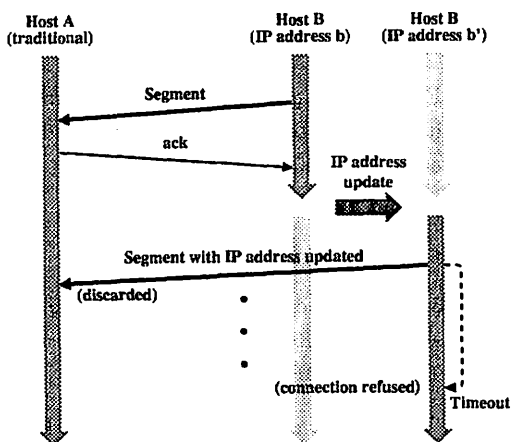 Host A
(traditional)
Host B
(IP address b)
Host B
(IP address b')
Segment
ack
IP address
update
Segment with IP address updated
(discarded)
(connection refused)
Timeout